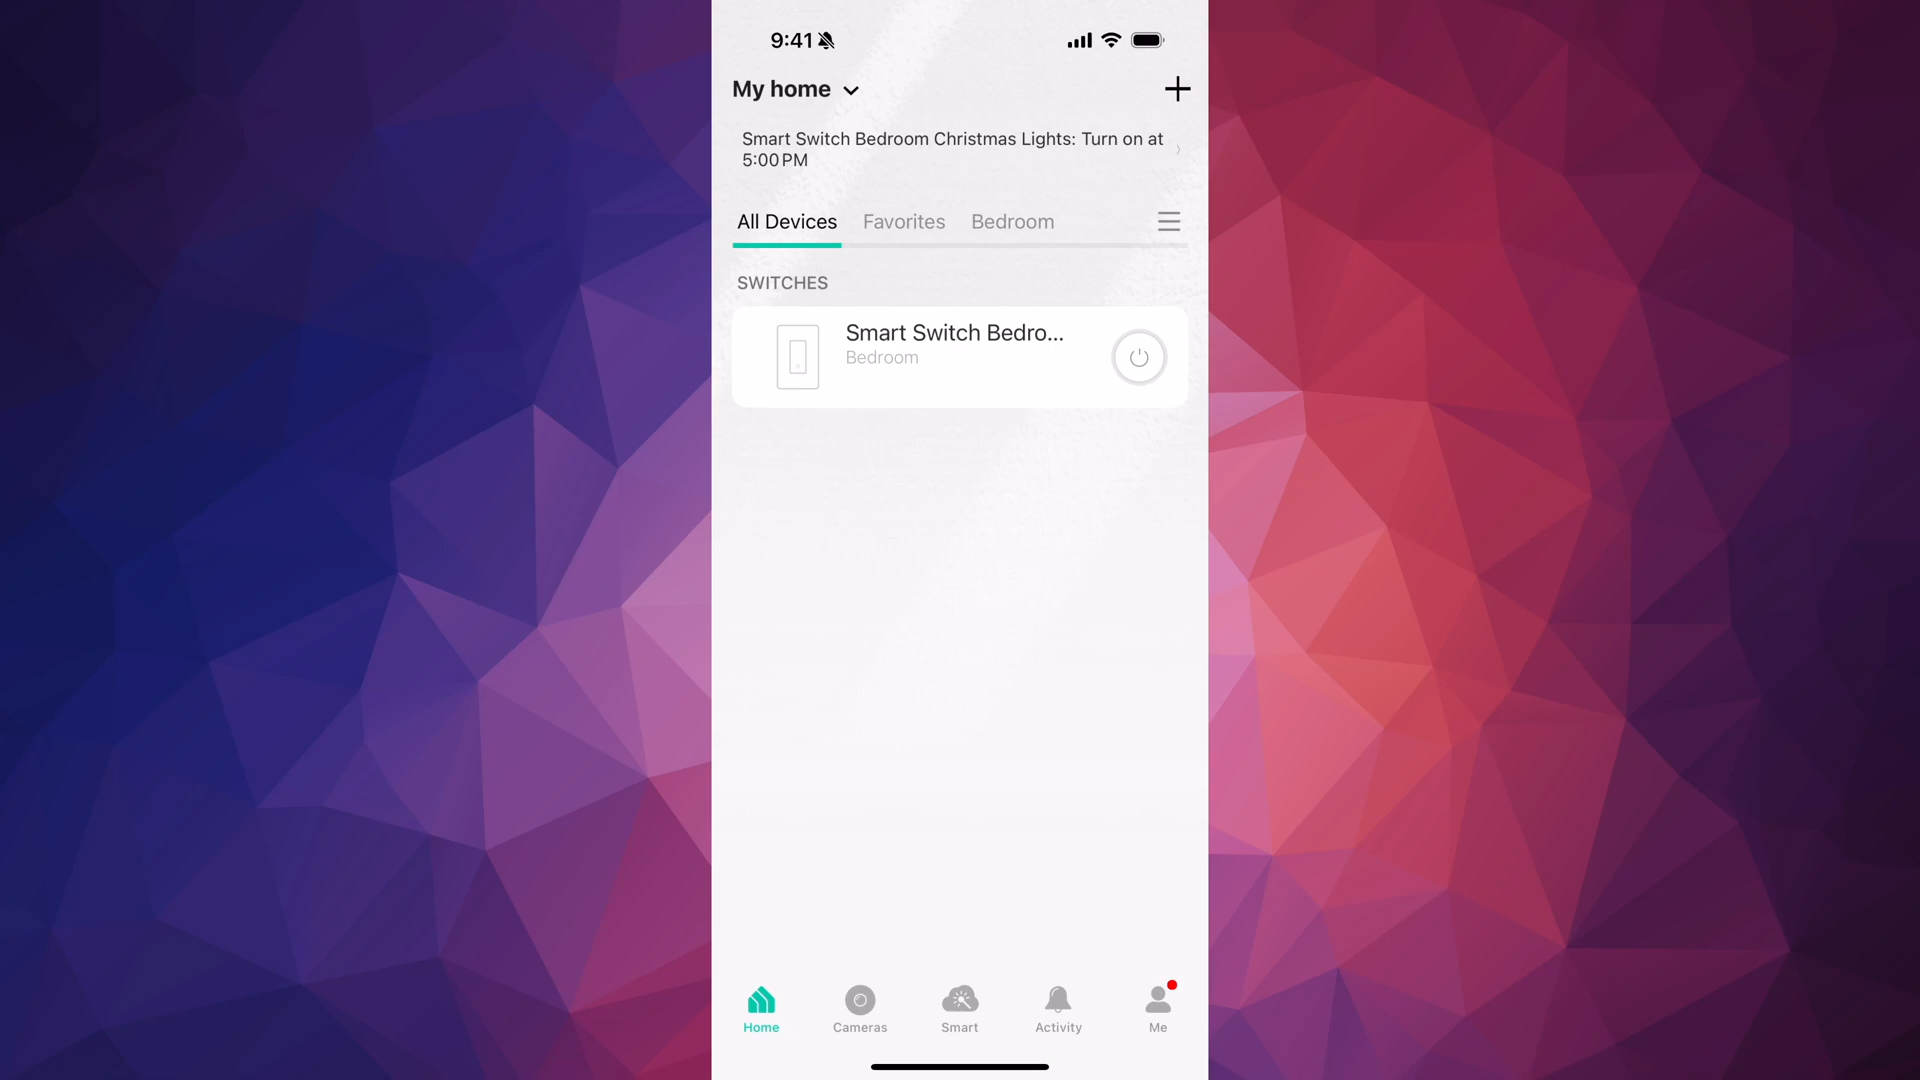 9:41
My home
Smart Switch Bedroom Christmas Lights: Turn on at
5:00 PM
All Devices Favorites Bedroom
SWITCHES
Smart Switch Bedro...
Bedroom
Home Cameras Smart Activity Me